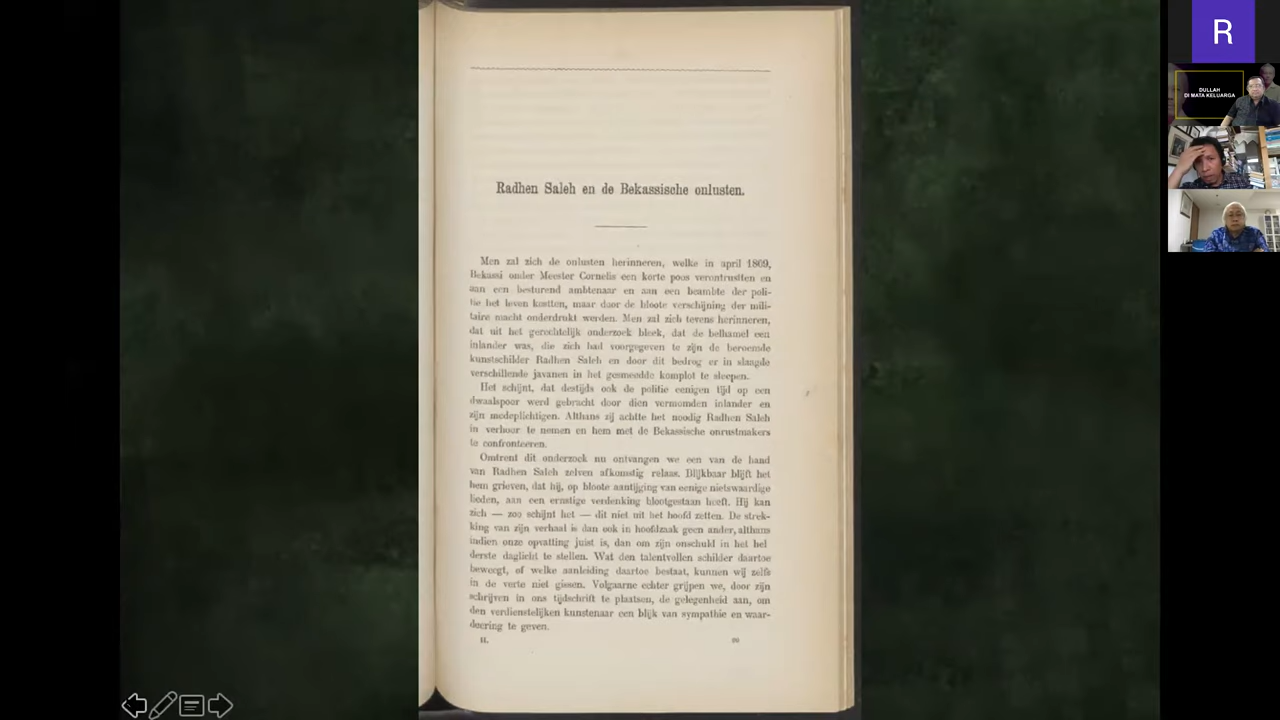 Radhen Saleh en de Bekassische onlusten.
Men zal zich de onlusten herinneren, welke in april 1869,
Bekassi onder Meester Cornelis een korte poos verontrustten en
aan een besturend ambtenaar en aan een beambte der poli-
tie het leven kostten, maar door de bloote verschijning der mili-
taire macht onderdrukt werden. Men zal zich tevens herinneren,
dat uit het gerechtelijk onderzoek bleek, dat de belhamel een
inlander was, die zich had voorgegeven te zijn de beroemde
kunstschilder Radhen Saleh en door dit bedrog er in slaagde
verschillende javanen in het gesmeedde komplot te sleepen.
Het schijnt, dat destijds ook de politie eenigen tijd op een
dwaalspoor werd gebracht door dien vermomden inlander en
zijn medeplichtigen. Althans zij achtte het noodig Radhen Saleh
in verhoor te nemen en hem met de Bekassische onrustmakers
te confronteeren.
Omtrent dit onderzoek nu ontvangen we een van de hand
van Radhen Saleh zelven afkomstig relaas. Blijkbaar blijft het
hem grieven, dat hij, op bloote aantijging van eenige nietswaardige
lieden, aan een ernstige verdenking blootgestaan heeft. Hij kan
zich — zoo schijnt het — dit niet uit het hoofd zetten. De strek-
king van zijn verhaal is dan ook in hoofdzaak geen ander, althans
indien onze opvatting juist is, dan om zijn onschuld in het hel
derste daglicht te stellen. Wat den talentvollen schilder daartoe
beweegt, of welke aanleiding daartoe bestaat, kunnen wij zelfs
in de verte niet gissen. Volgaarne echter grijpen we, door zijn
schrijven in ons tijdschrift te plaatsen, de gelegenheid aan, om
den verdienstelijken kunstenaar een blijk van sympathie en waar-
deering te geven.
II.
R
DULLAH
DI MATA KELUARGA